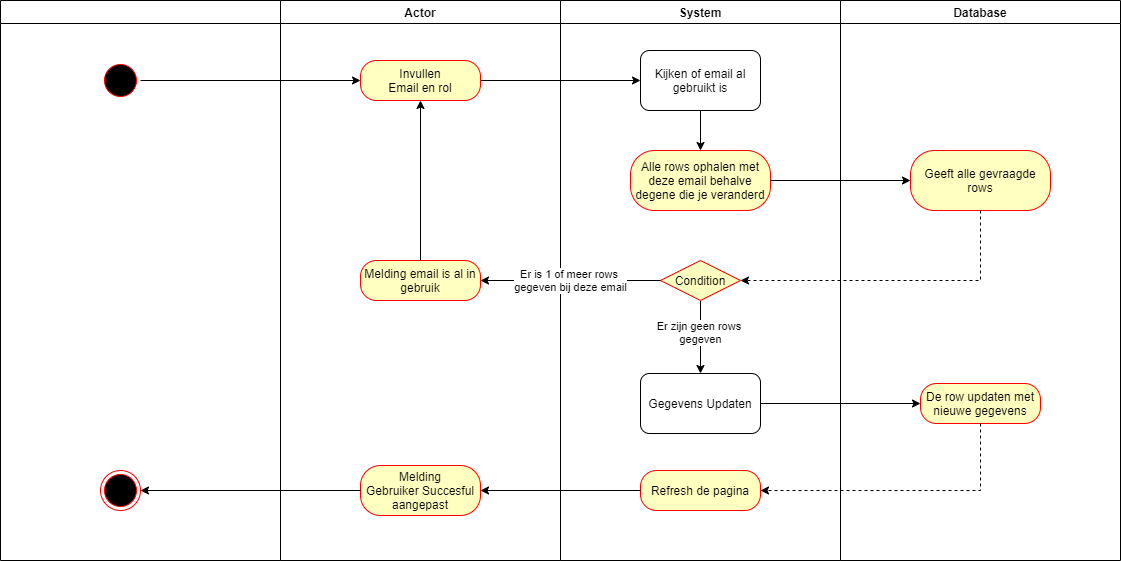 Actor
System
Database
Invullen
Email en rol
Kijken of email al
gebruikt is
Alle rows ophalen met
deze email behalve
degene die je veranderd
Geeft alle gevraagde
rows
Melding email is al in
gebruik
Er is 1 of meer rows
gegeven bij deze email
Condition
Er zijn geen rows
gegeven
Gegevens Updaten
De row updaten met
nieuwe gegevens
Melding
Gebruiker Succesful
aangepast
Refresh de pagina